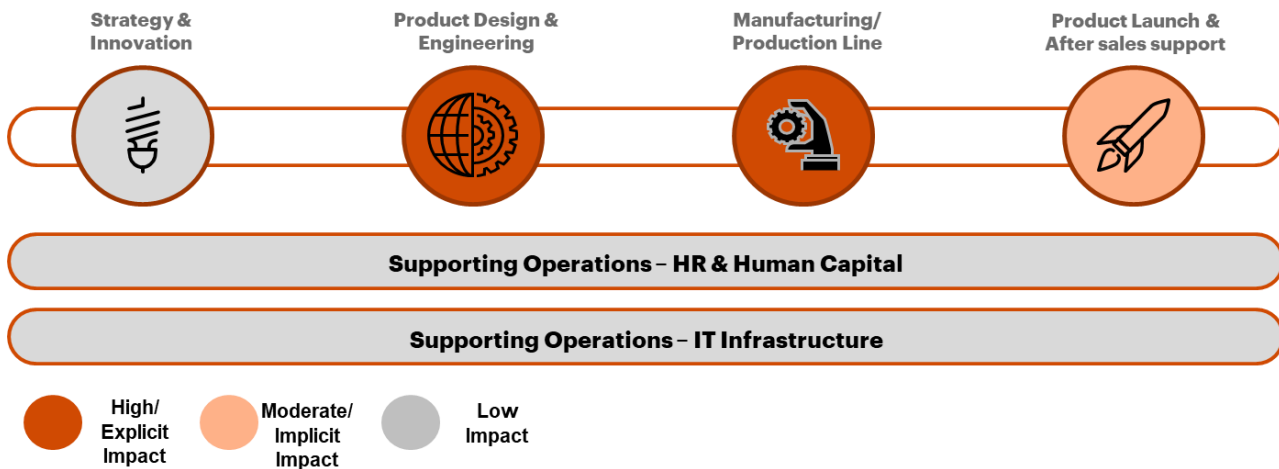 Strategy &
Innovation
Product Design &
Engineering
Manufacturing/
Production Line
Product Launch &
After sales support
Supporting Operations – HR & Human Capital
Supporting Operations – IT Infrastructure
High/
Explicit
Impact
Moderate/
Implicit
Impact
Low
Impact